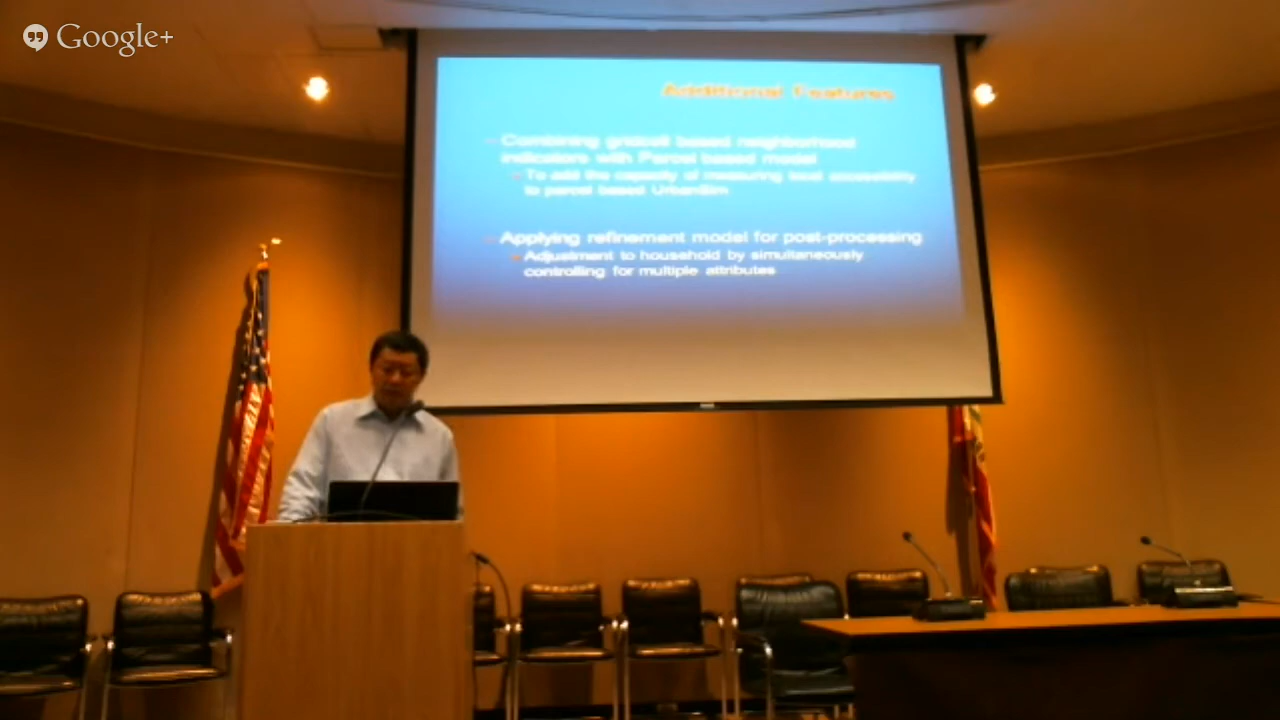 Google+
Additional Features
Combining gridcell based neighborhood
indicators with Parcel based model
To add the capacity of measuring local accessibility
to parcel based UrbanSim
Applying refinement model for post-processing
Adjustment to household by simultaneously
controlling for multiple attributes